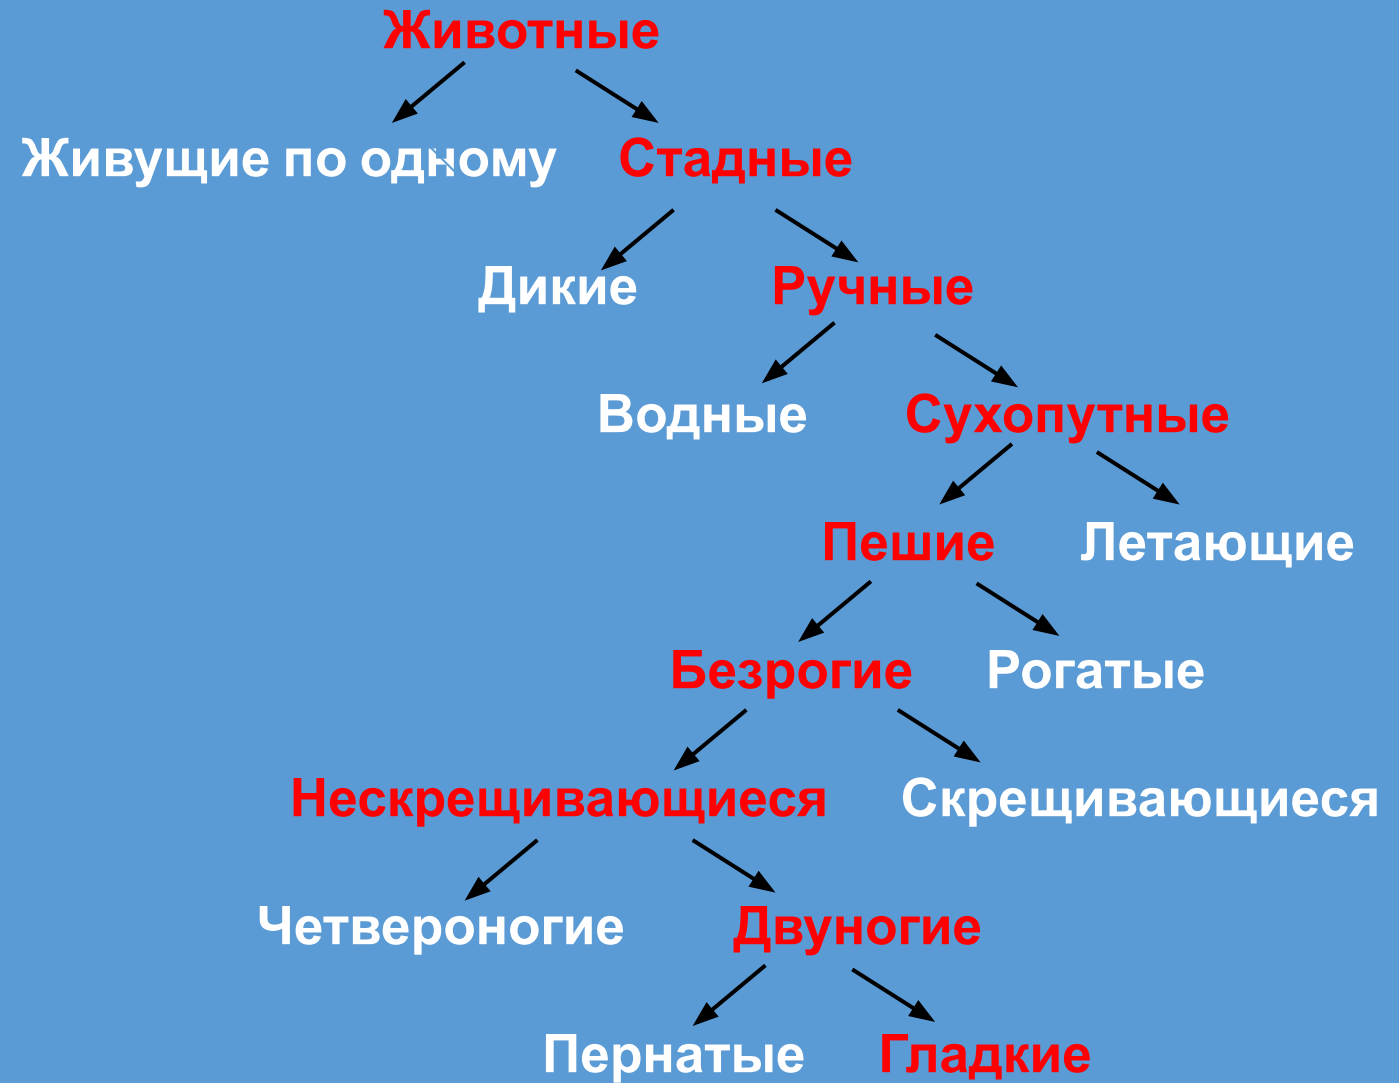 Животные
Живущие по одному Стадные
Дикие Ручные
Водные Сухопутные
Пешие Летающие
Безрогие Рогатые
Нескрещивающиеся Скрещивающиеся
Четвероногие Двуногие
Пернатые Гладкие